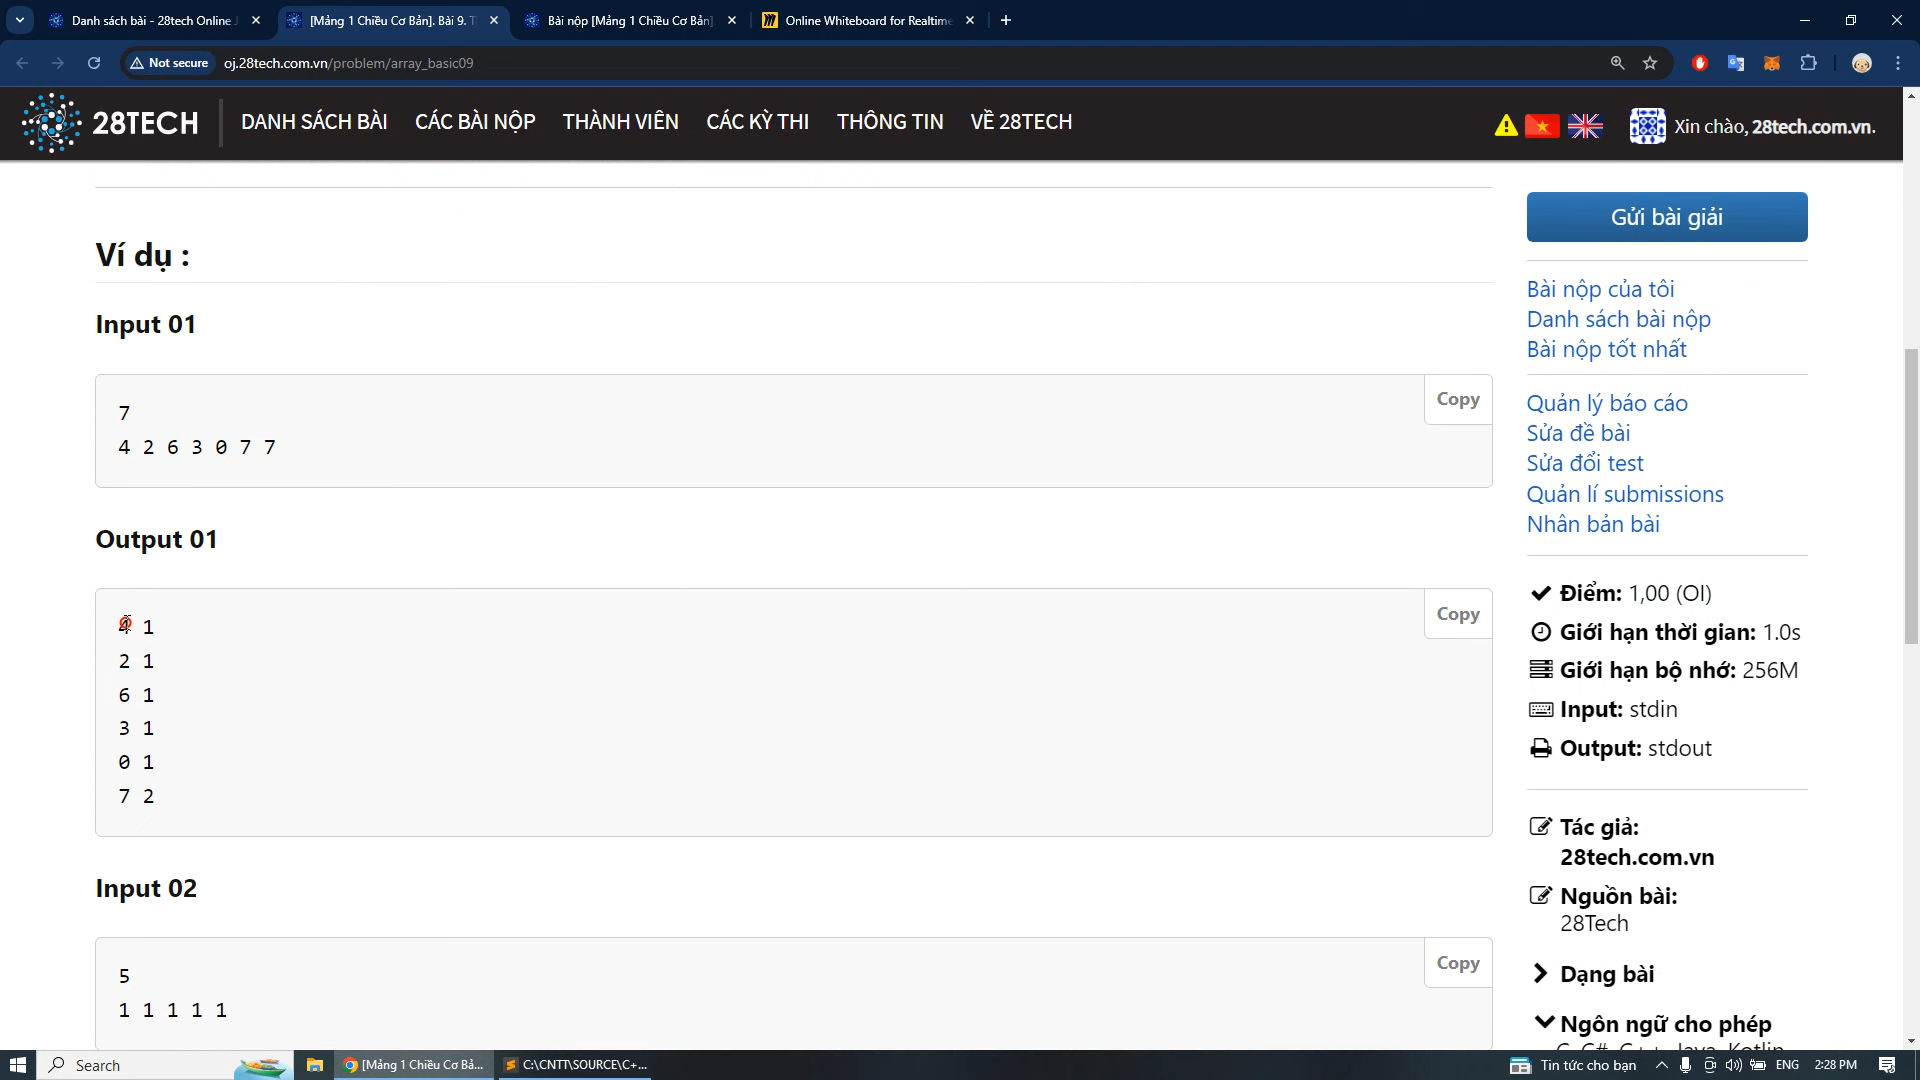 Danh sách bài - 28tech Online
[Mảng 1 Chiều Cơ Bản]. Bài 9.
Bài nộp [Mảng 1 Chiều Cơ Bản]
Online Whiteboard for Realtime
Not secure
oj.28tech.com.vn/problem/array_basic09
28TECH
DANH SÁCH BÀI
CÁC BÀI NỘP
THÀNH VIÊN
CÁC KỲ THI
THÔNG TIN
VỀ 28TECH
Xin chào, 28tech.com.vn.
Ví dụ :
Input 01
Copy
7
4 2 6 3 0 7 7
Output 01
Copy
4 1
2 1
6 1
3 1
0 1
7 2
Input 02
Copy
5
1 1 1 1 1
Gửi bài giải
Bài nộp của tôi
Danh sách bài nộp
Bài nộp tốt nhất
Quản lý báo cáo
Sửa đề bài
Sửa đổi test
Quản lí submissions
Nhân bản bài
Điểm: 1,00 (OI)
Giới hạn thời gian: 1.0s
Giới hạn bộ nhớ: 256M
Input: stdin
Output: stdout
Tác giả:
28tech.com.vn
Nguồn bài:
28Tech
Dạng bài
Ngôn ngữ cho phép
C, C#, C++, Java, Kotlin,
Search
[Mảng 1 Chiều Cơ Bả...
C:\CNTT\SOURCE\C+...
Tin tức cho bạn
ENG
2:28 PM